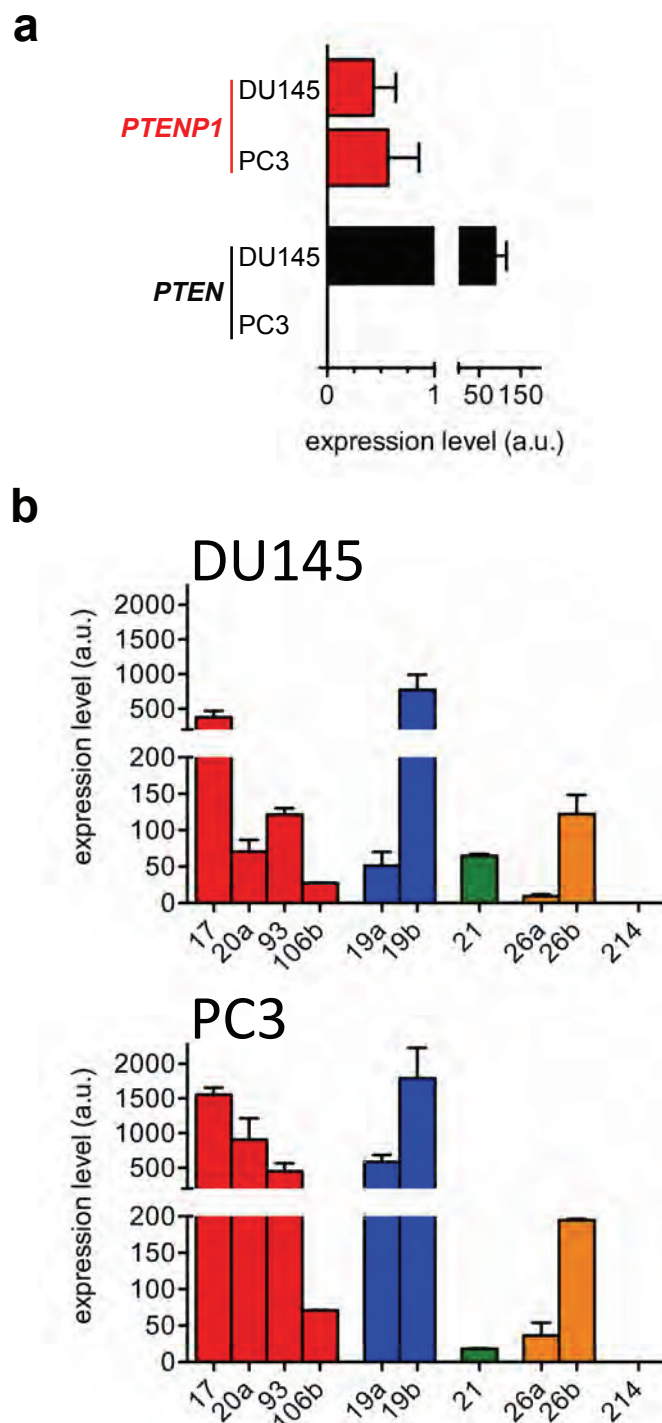 a
PTENP1
DU145
PC3
PTEN
DU145
PC3
0 1 50 150
expression level (a.u.)
b
DU145
expression level (a.u.)
2000
1500
1000
500
200
150
100
50
0
17 20a 93 106b 19a 19b 21 26a 26b 214
PC3
expression level (a.u.)
2000
1500
1000
500
200
150
100
50
0
17 20a 93 106b 19a 19b 21 26a 26b 214